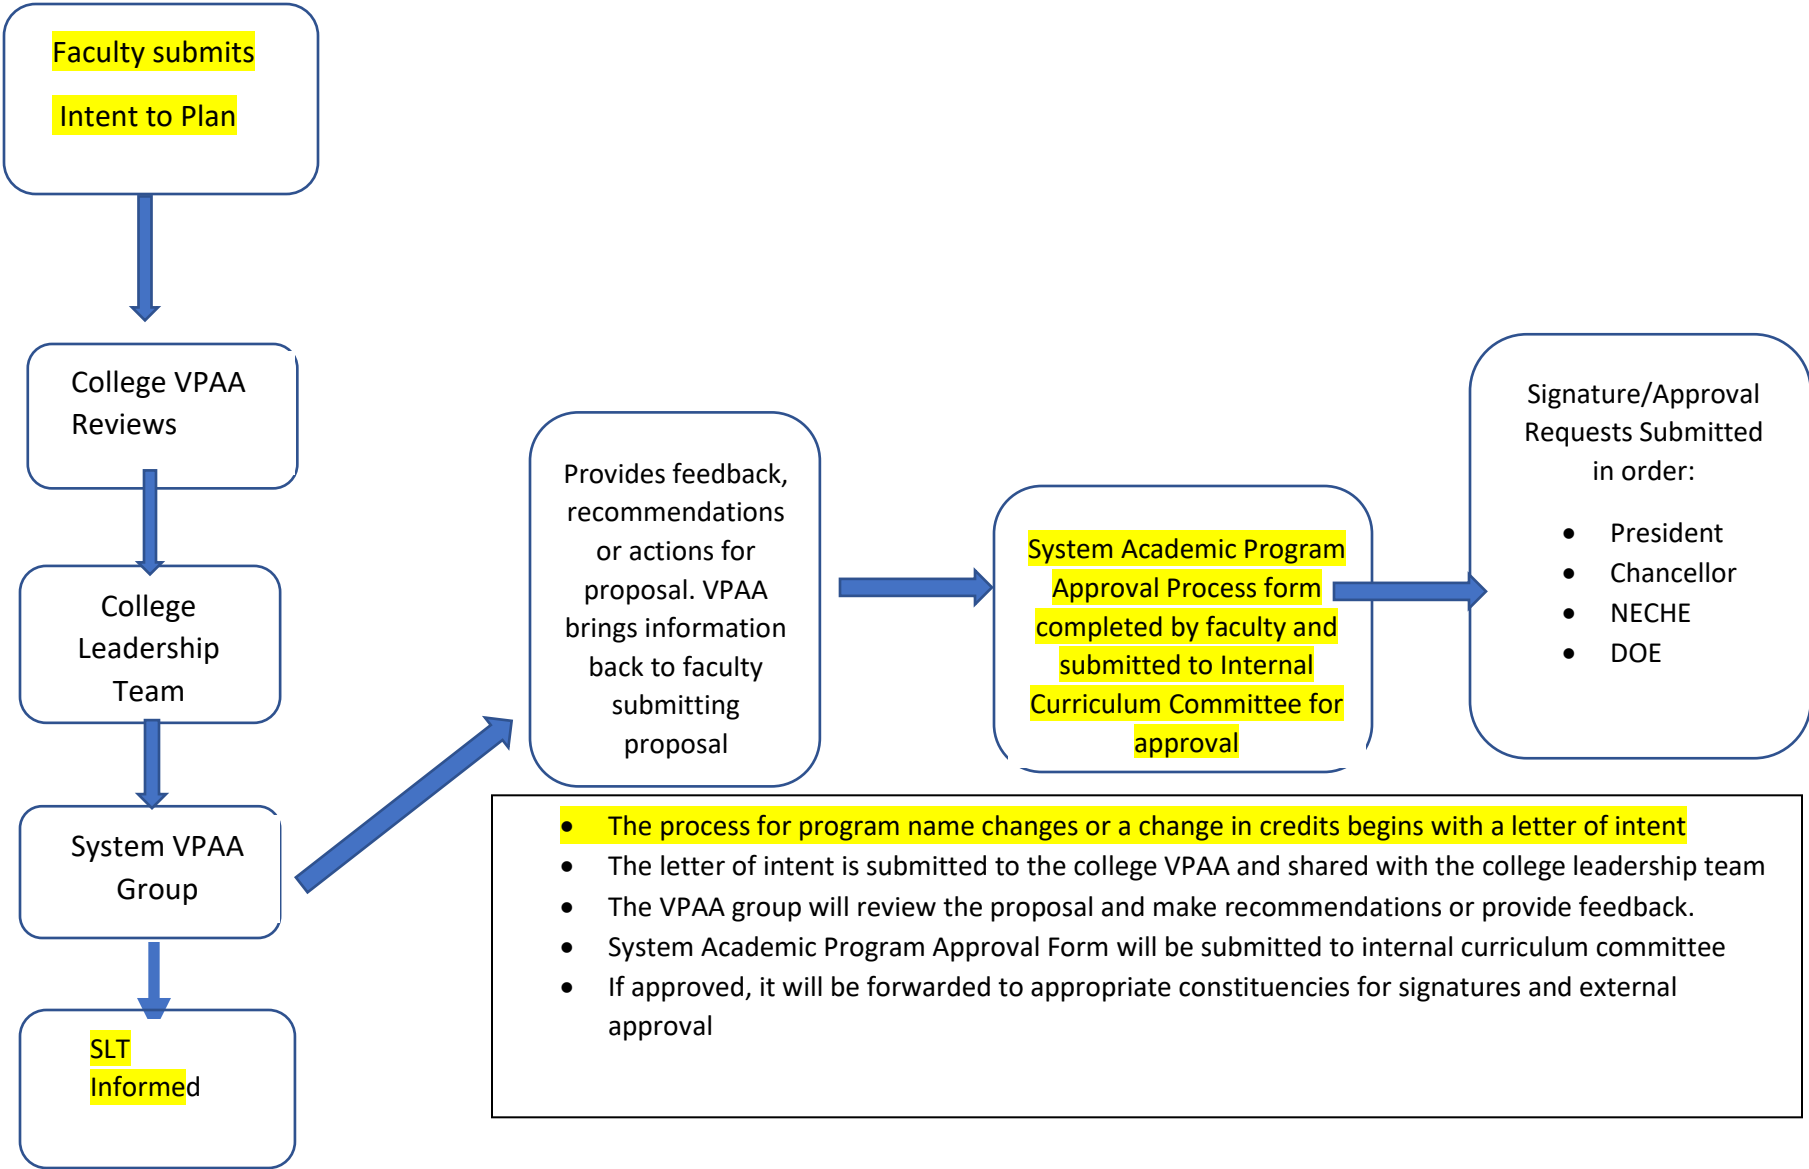 Faculty submits
Intent to Plan
College VPAA
Reviews
College
Leadership
Team
System VPAA
Group
SLT
Informed
Provides feedback,
recommendations
or actions for
proposal. VPAA
brings information
back to faculty
submitting
proposal
System Academic Program
Approval Process form
completed by faculty and
submitted to Internal
Curriculum Committee for
approval
Signature/Approval
Requests Submitted
in order:
• President
• Chancellor
• NECHE
• DOE
• The process for program name changes or a change in credits begins with a letter of intent
• The letter of intent is submitted to the college VPAA and shared with the college leadership team
• The VPAA group will review the proposal and make recommendations or provide feedback.
• System Academic Program Approval Form will be submitted to internal curriculum committee
• If approved, it will be forwarded to appropriate constituencies for signatures and external
approval